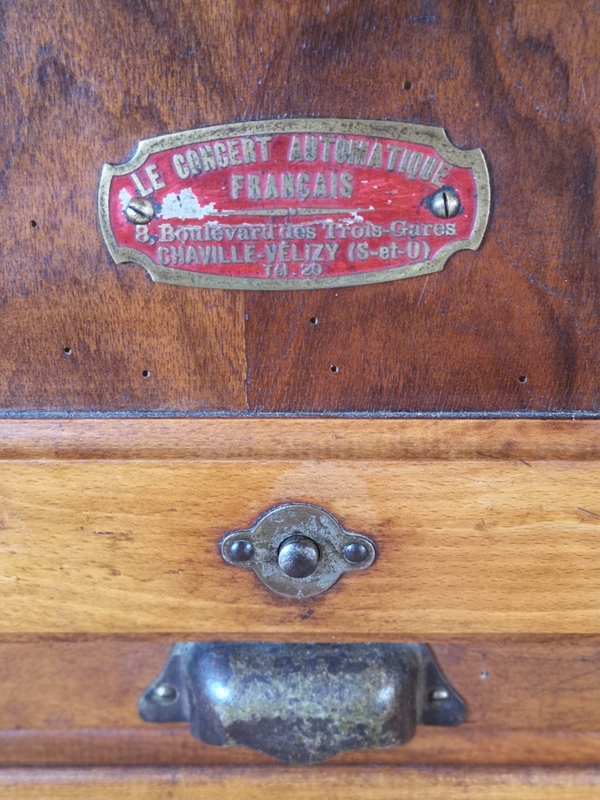 LE CONCERT AUTOMATIQUE
FRANÇAIS
8, Boulevard des Trois-Gares
CHAVILLE-VÉLIZY (S-et-O)
Tél. 20